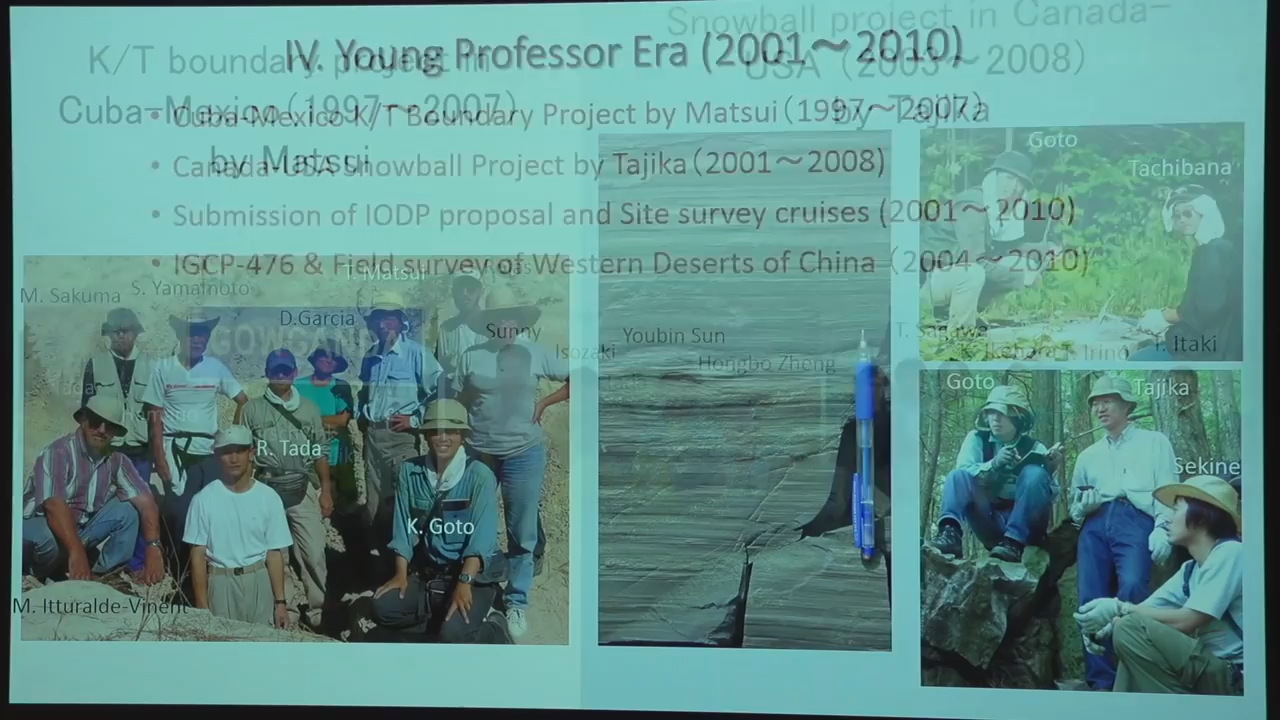 Snowball project in Canada-
USA (2003～2008)
by Tajika
K/T boundary project in
Cuba-Mexico (1997～2007)
by Matsui
IV. Young Professor Era (2001～2010)
• Cuba-Mexico K/T Boundary Project by Matsui (1997～2007)
• Canada-USA Snowball Project by Tajika (2001～2008)
• Submission of IODP proposal and Site survey cruises (2001～2010)
• IGCP-476 & Field survey of Western Deserts of China (2004～2010)
Goto
Tachibana
M. Sakuma
S. Yamamoto
T. Matsui
D.Garcia
GOWGANDA
Sunny
Isozaki
Youbin Sun
Hongbo Zheng
Tada
R. Tada
K. Goto
M. Itturalde-Vinent
T. Irino
T. Itaki
Goto
Tajika
Sekine